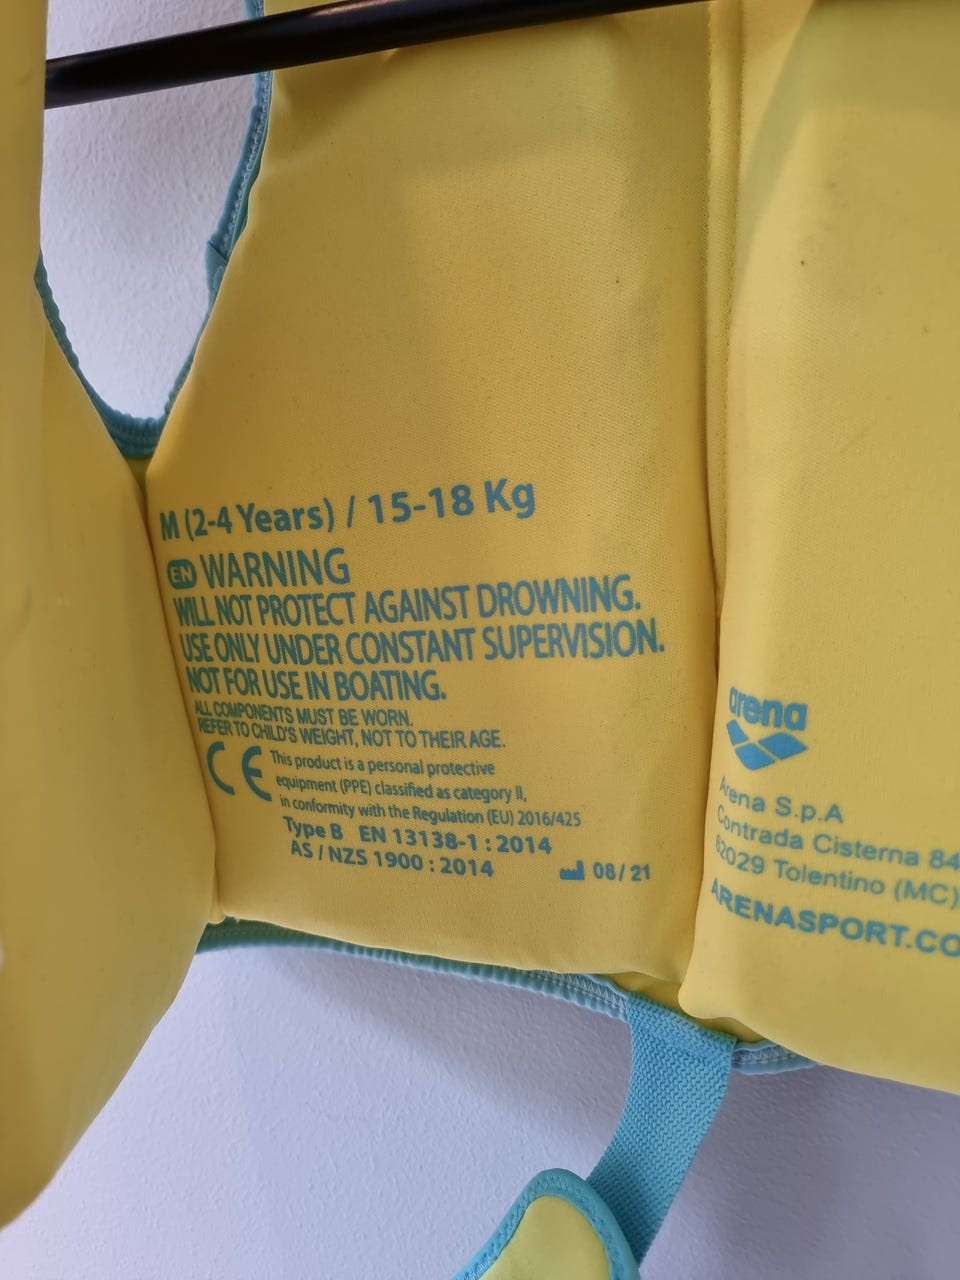 M (2-4 Years) / 15-18 Kg
EN WARNING
WILL NOT PROTECT AGAINST DROWNING.
USE ONLY UNDER CONSTANT SUPERVISION.
NOT FOR USE IN BOATING.
ALL COMPONENTS MUST BE WORN.
REFER TO CHILD'S WEIGHT, NOT TO THEIR AGE.
CE This product is a personal protective
equipment (PPE) classified as category II,
in conformity with the Regulation (EU) 2016/425
Type B EN 13138-1 : 2014
AS / NZS 1900 : 2014
08 / 21
arena
Arena S.p.A
Contrada Cisterna 84
62029 Tolentino (MC)
ARENASPORT.CO